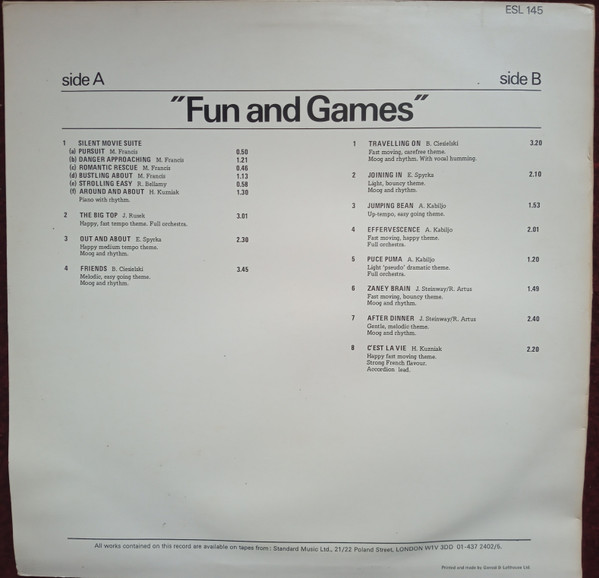 ESL 145
side A
side B
"Fun and Games"
1 SILENT MOVIE SUITE
(a) PURSUIT M. Francis 0.50
(b) DANGER APPROACHING M. Francis 1.21
(c) ROMANTIC RESCUE M. Francis 0.46
(d) BUSTLING ABOUT M. Francis 1.13
(e) STROLLING EASY R. Bellamy 0.58
(f) AROUND AND ABOUT H. Kuzniak 1.30
Piano with rhythm.
2 THE BIG TOP J. Rusek 3.01
Happy, fast tempo theme. Full orchestra.
3 OUT AND ABOUT E. Spyrka 2.30
Happy medium tempo theme.
Moog and rhythm.
4 FRIENDS B. Ciesielski 3.45
Melodic, easy going theme.
Moog and rhythm.
1 TRAVELLING ON B. Ciesielski 3.20
Fast moving, carefree theme.
Moog and rhythm. With vocal humming.
2 JOINING IN E. Spyrka 2.10
Light, bouncy theme.
Moog and rhythm.
3 JUMPING BEAN A. Kabiljo 1.53
Up-tempo, easy going theme.
4 EFFERVESCENCE A. Kabiljo 2.01
Fast moving, happy theme.
Full orchestra.
5 PUCE PUMA A. Kabiljo 1.20
Light 'pseudo' dramatic theme.
Full orchestra.
6 ZANEY BRAIN J. Steinway/R. Artus 1.49
Fast moving, bouncy theme.
Moog and rhythm.
7 AFTER DINNER J. Steinway/R. Artus 2.40
Gentle, melodic theme.
Moog and rhythm.
8 C'EST LA VIE H. Kuzniak 2.20
Happy fast moving theme.
Strong French flavour.
Accordion lead.
All works contained on this record are available on tapes from: Standard Music Ltd., 21/22 Poland Street, LONDON W1V 3DD 01-437 2402/5.
Printed and made by Garrod & Lofthouse Ltd.